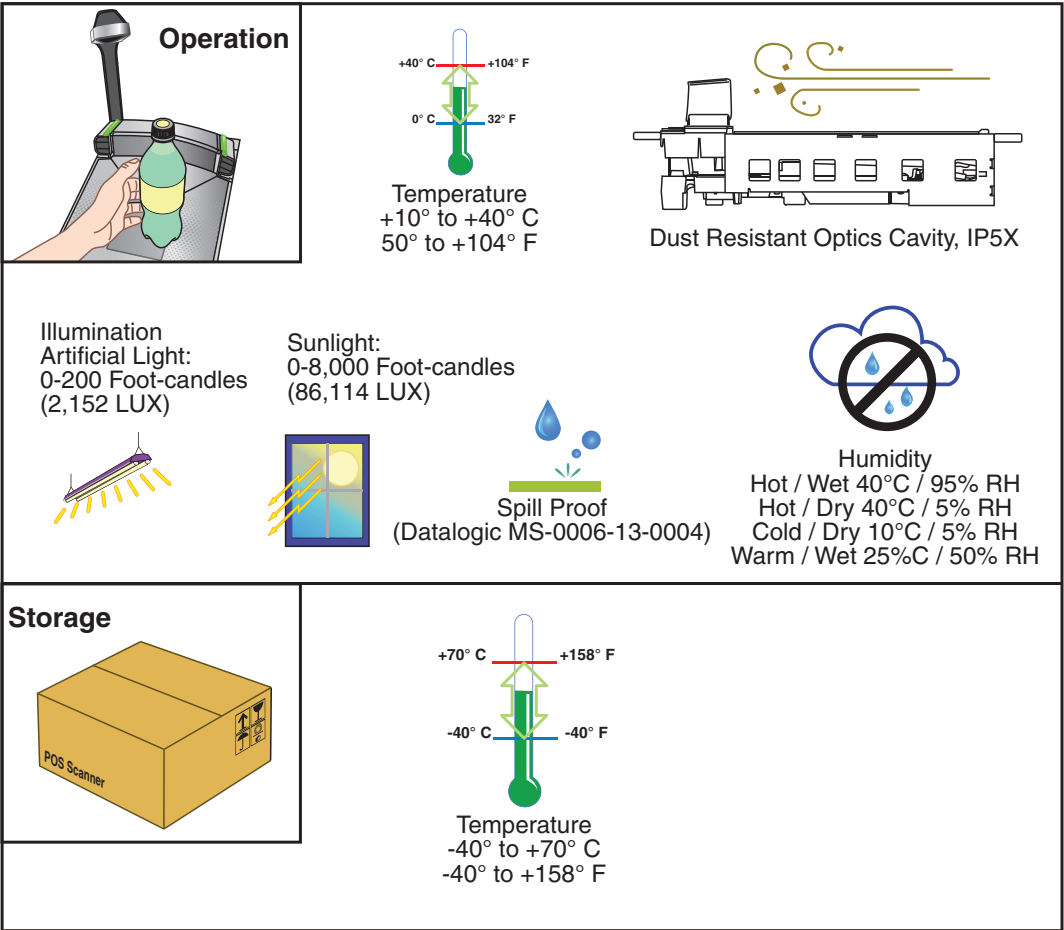 Operation
+40° C
+104° F
0° C
32° F
Temperature
+10° to +40° C
50° to +104° F
Dust Resistant Optics Cavity, IP5X
Illumination
Artificial Light:
0-200 Foot-candles
(2,152 LUX)
Sunlight:
0-8,000 Foot-candles
(86,114 LUX)
Spill Proof
(Datalogic MS-0006-13-0004)
Humidity
Hot / Wet 40°C / 95% RH
Hot / Dry 40°C / 5% RH
Cold / Dry 10°C / 5% RH
Warm / Wet 25%C / 50% RH
Storage
POS Scanner
+70° C
+158° F
-40° C
-40° F
Temperature
-40° to +70° C
-40° to +158° F